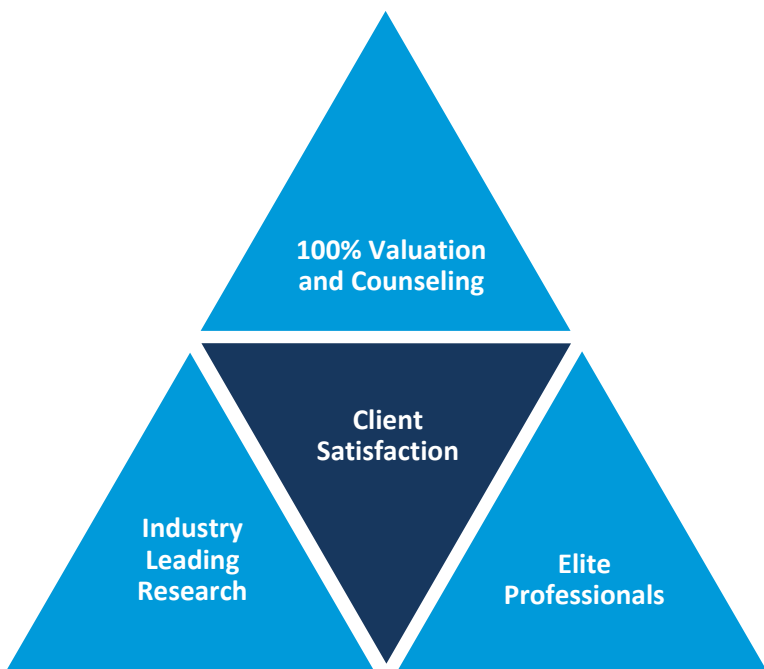 100% Valuation
and Counseling
Client
Satisfaction
Industry
Leading
Research
Elite
Professionals